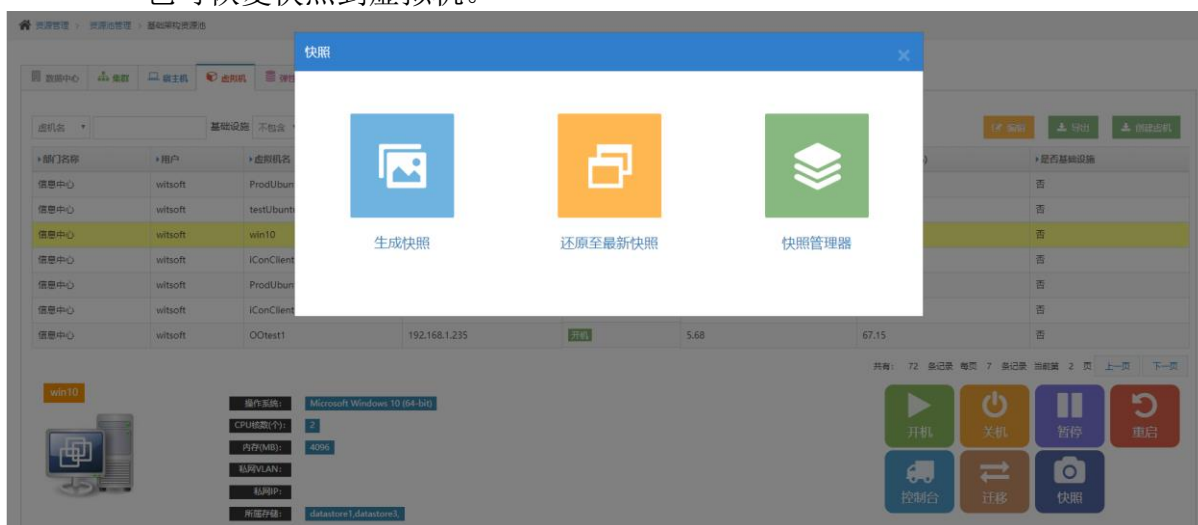 也可恢复快照到虚拟机。
资源管理 › 资源池管理 › 基础架构资源池
快照 ×
数据中心 集群 宿主机 虚拟机
虚机名 基础设施 不包含 编辑 导出 创建虚机
部门名称 用户 虚拟机名 是否基础设施
信息中心 witsoft ProdUbun 否
信息中心 witsoft testUbunt 否
信息中心 witsoft win10 否
信息中心 witsoft iConClient 否
信息中心 witsoft ProdUbun 否
信息中心 witsoft iConClient 否
信息中心 witsoft OOtest1 192.168.1.235 开机 5.68 67.15 否
生成快照 还原至最新快照 快照管理器
共有: 72 条记录 每页 7 条记录 当前第 2 页 上一页 下一页
win10
操作系统: Microsoft Windows 10 (64-bit)
CPU核数(个): 2
内存(MB): 4096
私网VLAN:
私网IP:
所属存储: datastore1,datastore3,
开机 关机 暂停 重启
控制台 迁移 快照